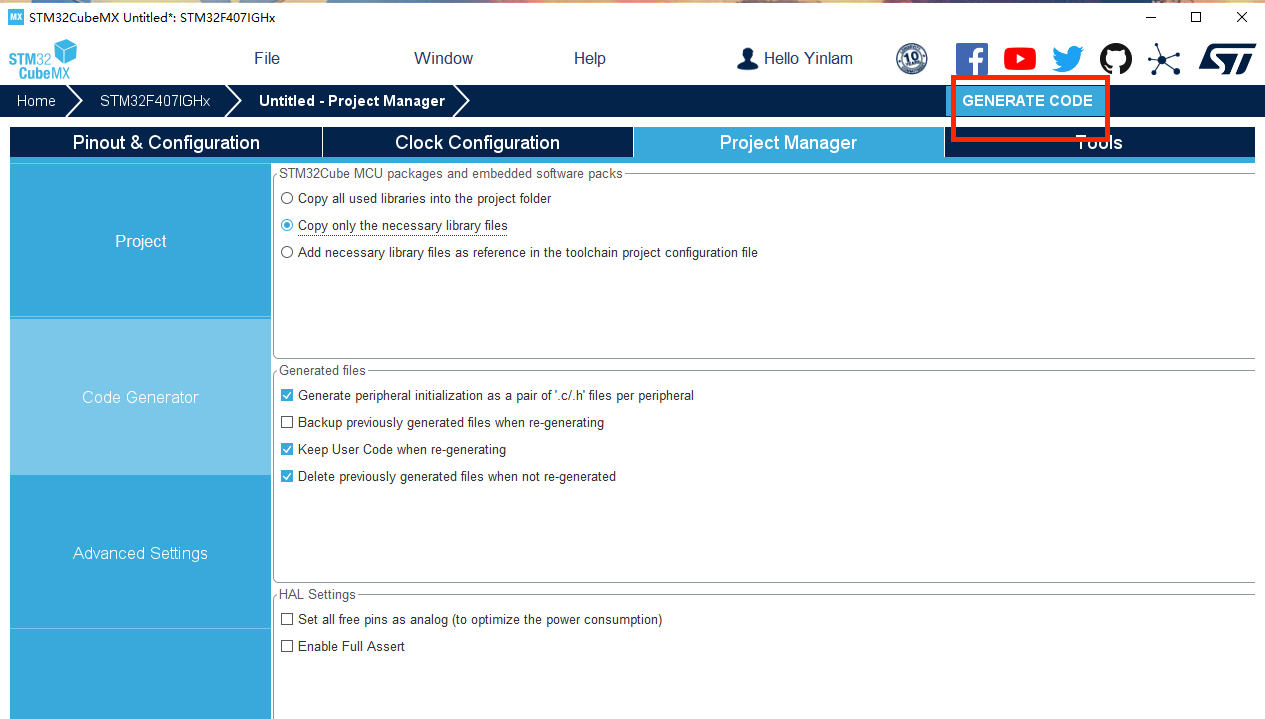 MX STM32CubeMX Untitled*: STM32F407IGHx
STM32
CubeMX
File Window Help Hello Yinlam 10
Home STM32F407IGHx Untitled - Project Manager GENERATE CODE
Pinout & Configuration Clock Configuration Project Manager Tools
STM32Cube MCU packages and embedded software packs
Copy all used libraries into the project folder
Copy only the necessary library files
Add necessary library files as reference in the toolchain project configuration file
Project
Generated files
Generate peripheral initialization as a pair of '.c/.h' files per peripheral
Backup previously generated files when re-generating
Keep User Code when re-generating
Delete previously generated files when not re-generated
Code Generator
Advanced Settings
HAL Settings
Set all free pins as analog (to optimize the power consumption)
Enable Full Assert